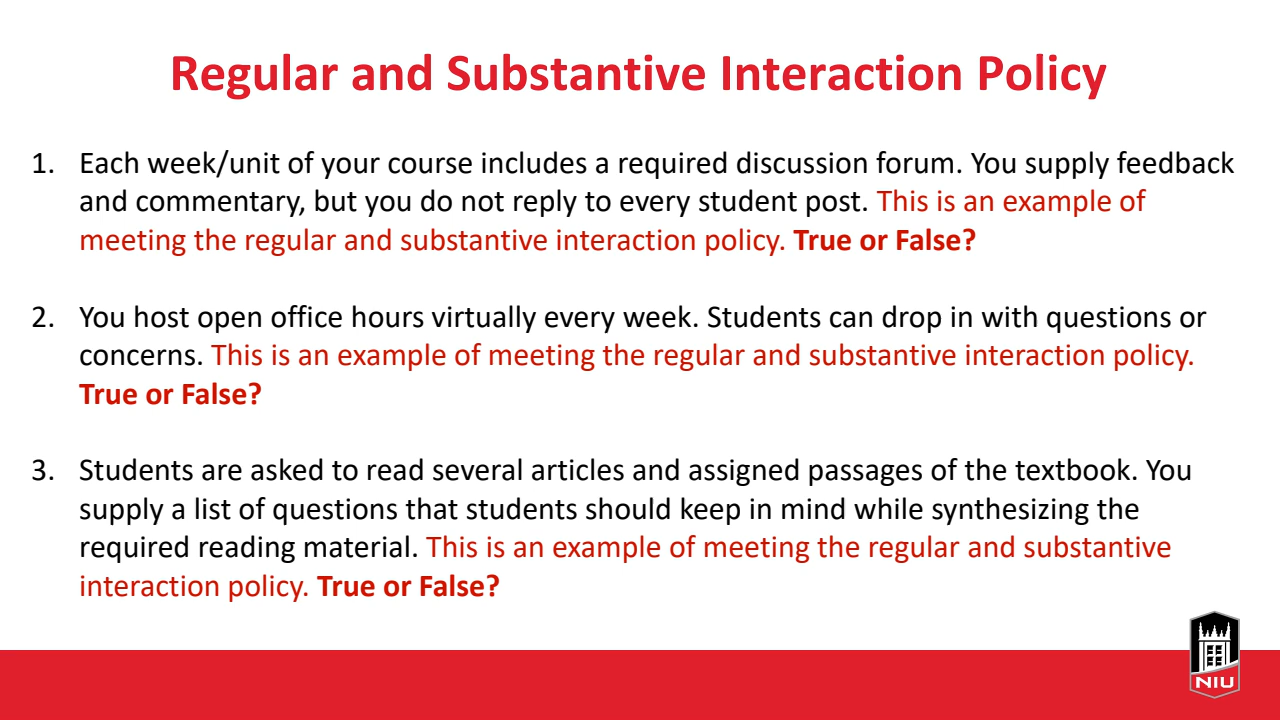 Regular and Substantive Interaction Policy
1. Each week/unit of your course includes a required discussion forum. You supply feedback
and commentary, but you do not reply to every student post. This is an example of
meeting the regular and substantive interaction policy. True or False?
2. You host open office hours virtually every week. Students can drop in with questions or
concerns. This is an example of meeting the regular and substantive interaction policy.
True or False?
3. Students are asked to read several articles and assigned passages of the textbook. You
supply a list of questions that students should keep in mind while synthesizing the
required reading material. This is an example of meeting the regular and substantive
interaction policy. True or False?
NIU